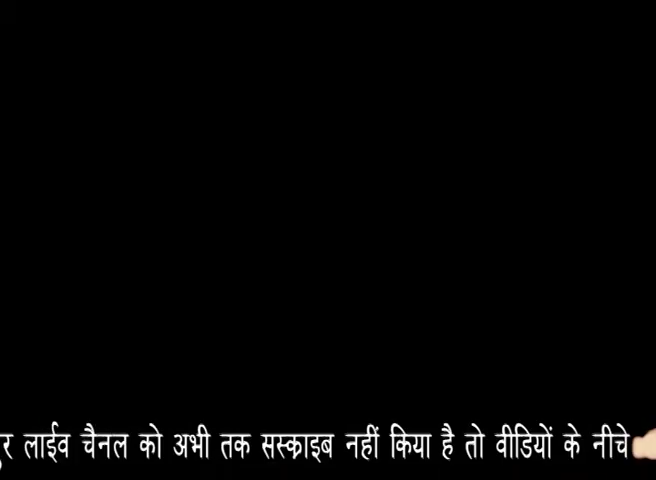 लाईव चैनल को अभी तक सस्क्राइब नहीं किया है तो वीडियों के नीचे